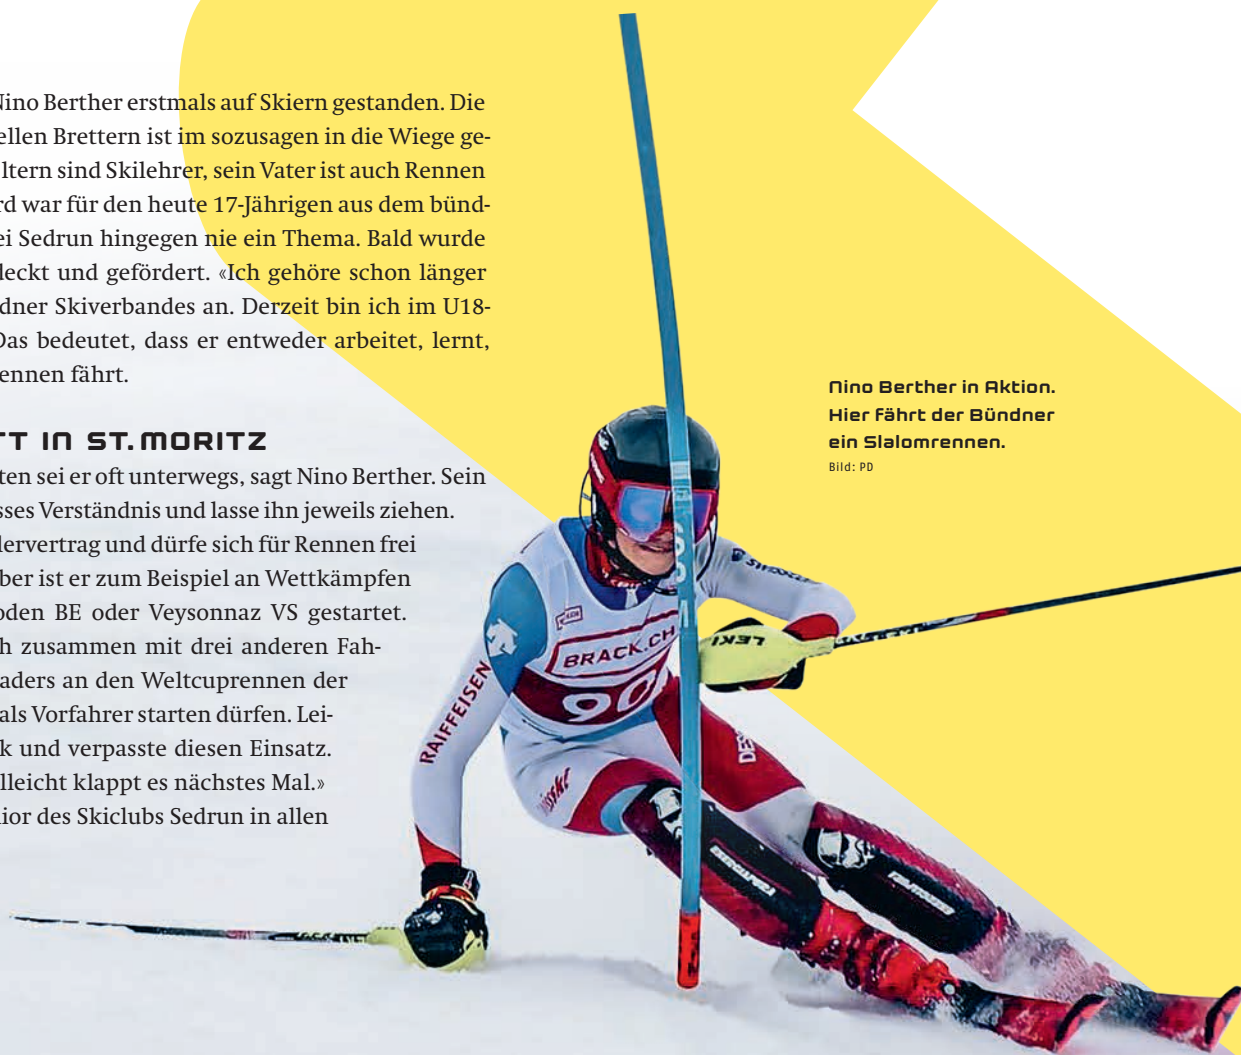 Nino Berther erstmals auf Skiern gestanden. Die
ellen Brettern ist im sozusagen in die Wiege ge-
ltern sind Skilehrer, sein Vater ist auch Rennen
rd war für den heute 17-Jährigen aus dem bünd-
ei Sedrun hingegen nie ein Thema. Bald wurde
deckt und gefördert. «Ich gehöre schon länger
dner Skiverbandes an. Derzeit bin ich im U18-
Das bedeutet, dass er entweder arbeitet, lernt,
ennen fährt.
TT IN ST. MORITZ
ten sei er oft unterwegs, sagt Nino Berther. Sein
sses Verständnis und lasse ihn jeweils ziehen.
lervertrag und dürfe sich für Rennen frei
ber ist er zum Beispiel an Wettkämpfen
oden BE oder Veysonnaz VS gestartet.
h zusammen mit drei anderen Fah-
aders an den Weltcuprennen der
als Vorfahrer starten dürfen. Lei-
k und verpasste diesen Einsatz.
lleicht klappt es nächstes Mal.»
ior des Skiclubs Sedrun in allen
Nino Berther in Aktion.
Hier fährt der Bündner
ein Slalomrennen.
Bild: PD
BRACK.CH
90
RAIFFEISEN
LEKI
LEKI